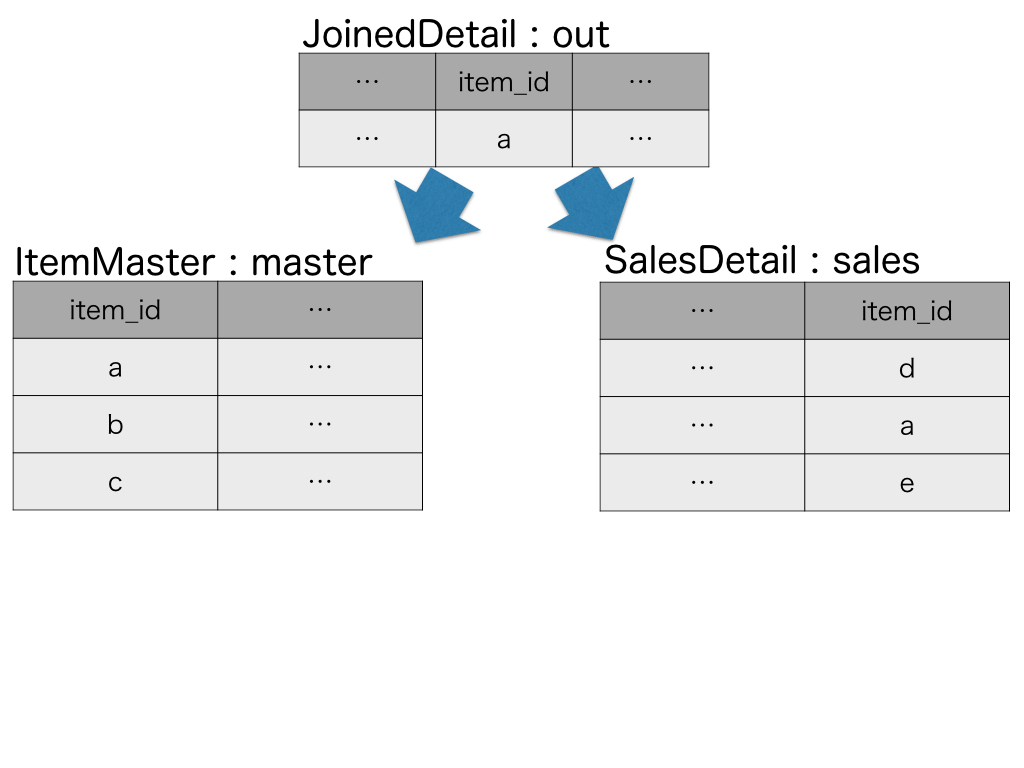 JoinedDetail : out
… item_id …
… a …
ItemMaster : master
item_id …
a …
b …
c …
SalesDetail : sales
… item_id
… d
… a
… e